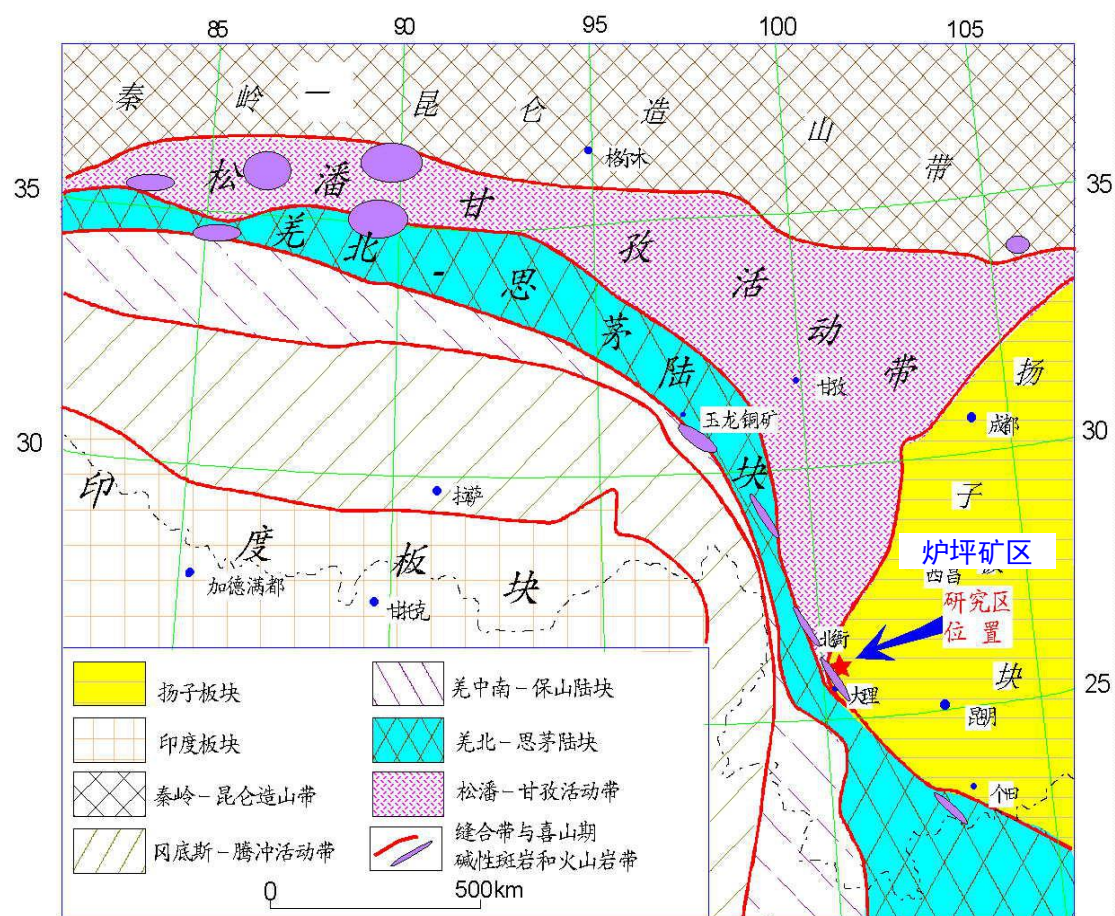 85 90 95 100 105
秦岭—昆仑造山带
格尔木
35
35
松潘甘孜活动带
羌北-思茅陆块
甘孜
扬子
成都
玉龙铜矿
30
30
拉萨
印度板块
加德满都
甘托克
炉坪矿区
西昌
研究区
位置
北衙
块
大理
昆明
25
个旧
扬子板块
印度板块
秦岭-昆仑造山带
冈底斯-腾冲活动带
羌中南-保山陆块
羌北-思茅陆块
松潘-甘孜活动带
缝合带与喜山期
碱性斑岩和火山岩带
0 500km